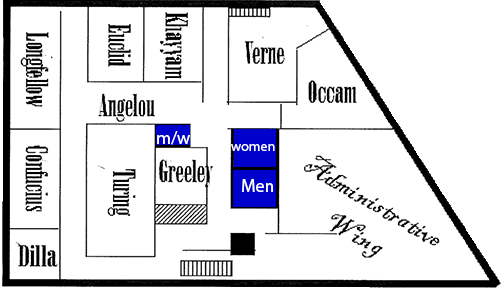 Longfellow
Euclid
Khayyam
Verne
Occam
Angelou
m/w
women
Confucius
Turing
Greeley
Men
Administrative
Wing
Dilla